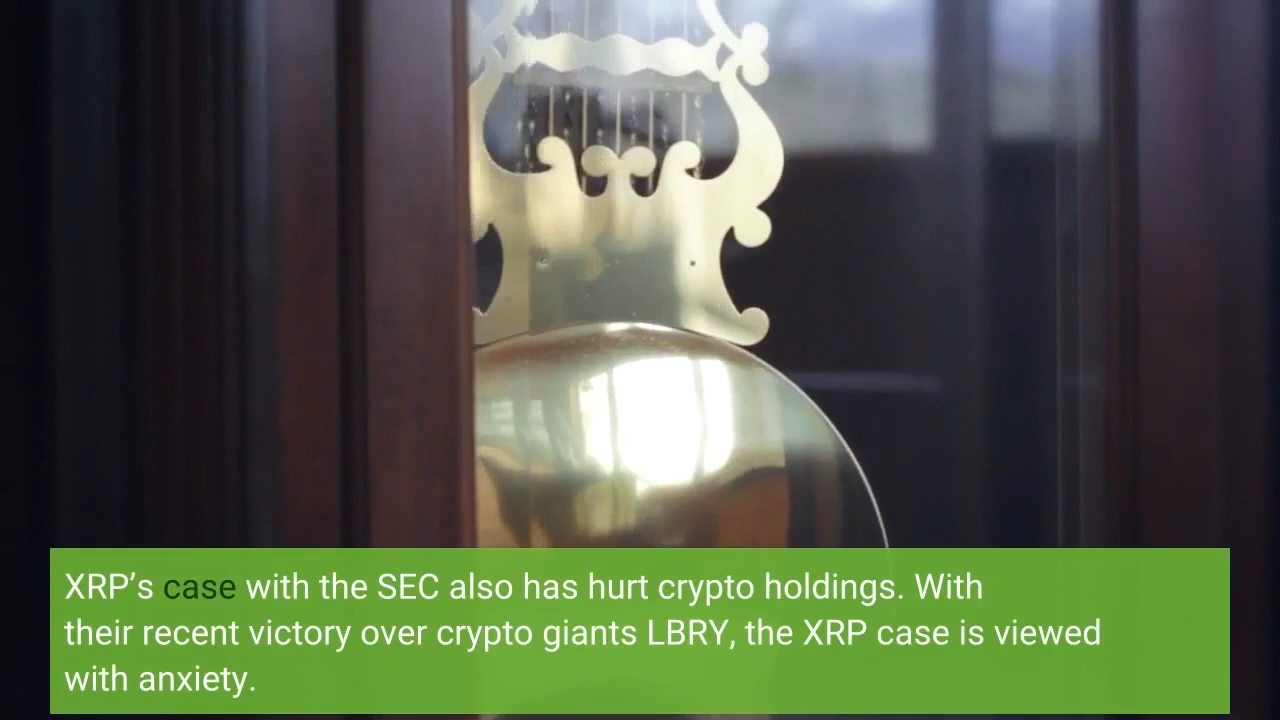 XRP’s case with the SEC also has hurt crypto holdings. With
their recent victory over crypto giants LBRY, the XRP case is viewed
with anxiety.